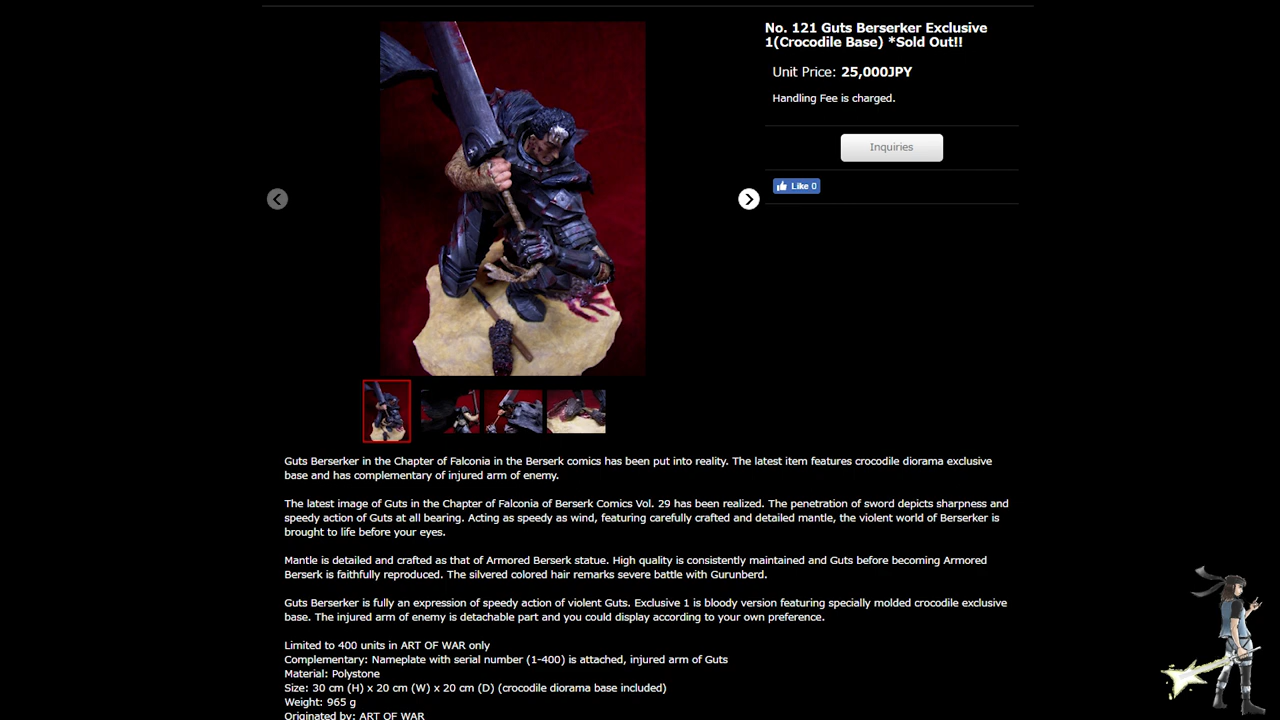 No. 121 Guts Berserker Exclusive
1(Crocodile Base) *Sold Out!!
Unit Price: 25,000JPY
Handling Fee is charged.
Inquiries
Like 0
Guts Berserker in the Chapter of Falconia in the Berserk comics has been put into reality. The latest item features crocodile diorama exclusive
base and has complementary of injured arm of enemy.
The latest image of Guts in the Chapter of Falconia of Berserk Comics Vol. 29 has been realized. The penetration of sword depicts sharpness and
speedy action of Guts at all bearing. Acting as speedy as wind, featuring carefully crafted and detailed mantle, the violent world of Berserker is
brought to life before your eyes.
Mantle is detailed and crafted as that of Armored Berserk statue. High quality is consistently maintained and Guts before becoming Armored
Berserk is faithfully reproduced. The silvered colored hair remarks severe battle with Gurunberd.
Guts Berserker is fully an expression of speedy action of violent Guts. Exclusive 1 is bloody version featuring specially molded crocodile exclusive
base. The injured arm of enemy is detachable part and you could display according to your own preference.
Limited to 400 units in ART OF WAR only
Complementary: Nameplate with serial number (1-400) is attached, injured arm of Guts
Material: Polystone
Size: 30 cm (H) x 20 cm (W) x 20 cm (D) (crocodile diorama base included)
Weight: 965 g
Originated by: ART OF WAR